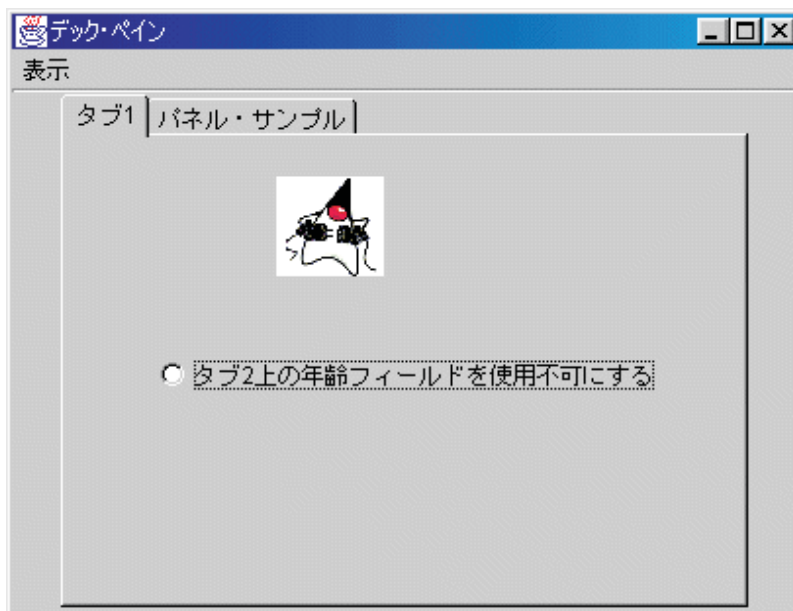 デック・ペイン
表示
タブ1 パネル・サンプル
タブ2上の年齢フィールドを使用不可にする